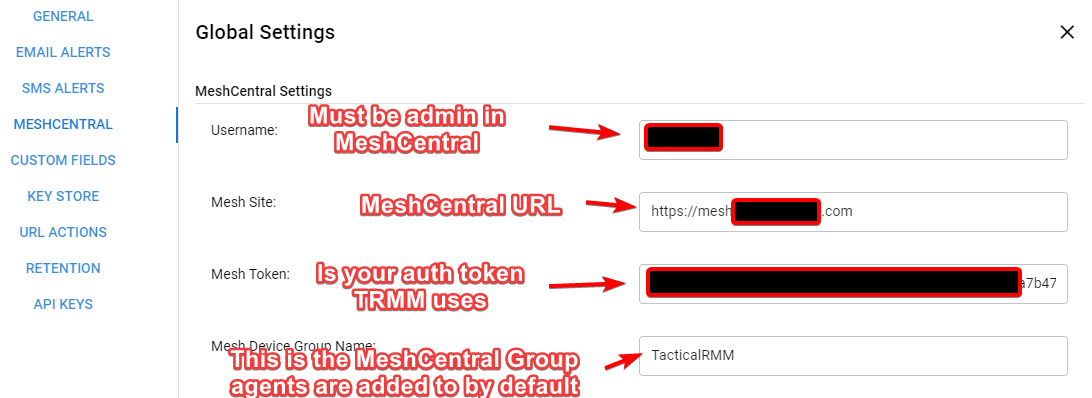 GENERAL
EMAIL ALERTS
SMS ALERTS
MESHCENTRAL
CUSTOM FIELDS
KEY STORE
URL ACTIONS
RETENTION
API KEYS
Global Settings
MeshCentral Settings
Username:
Must be admin in
MeshCentral
Mesh Site:
MeshCentral URL
https://mesh .com
Mesh Token:
Is your auth token
TRMM uses
a7b47
Mesh Device Group Name:
This is the MeshCentral Group
agents are added to by default
TacticalRMM